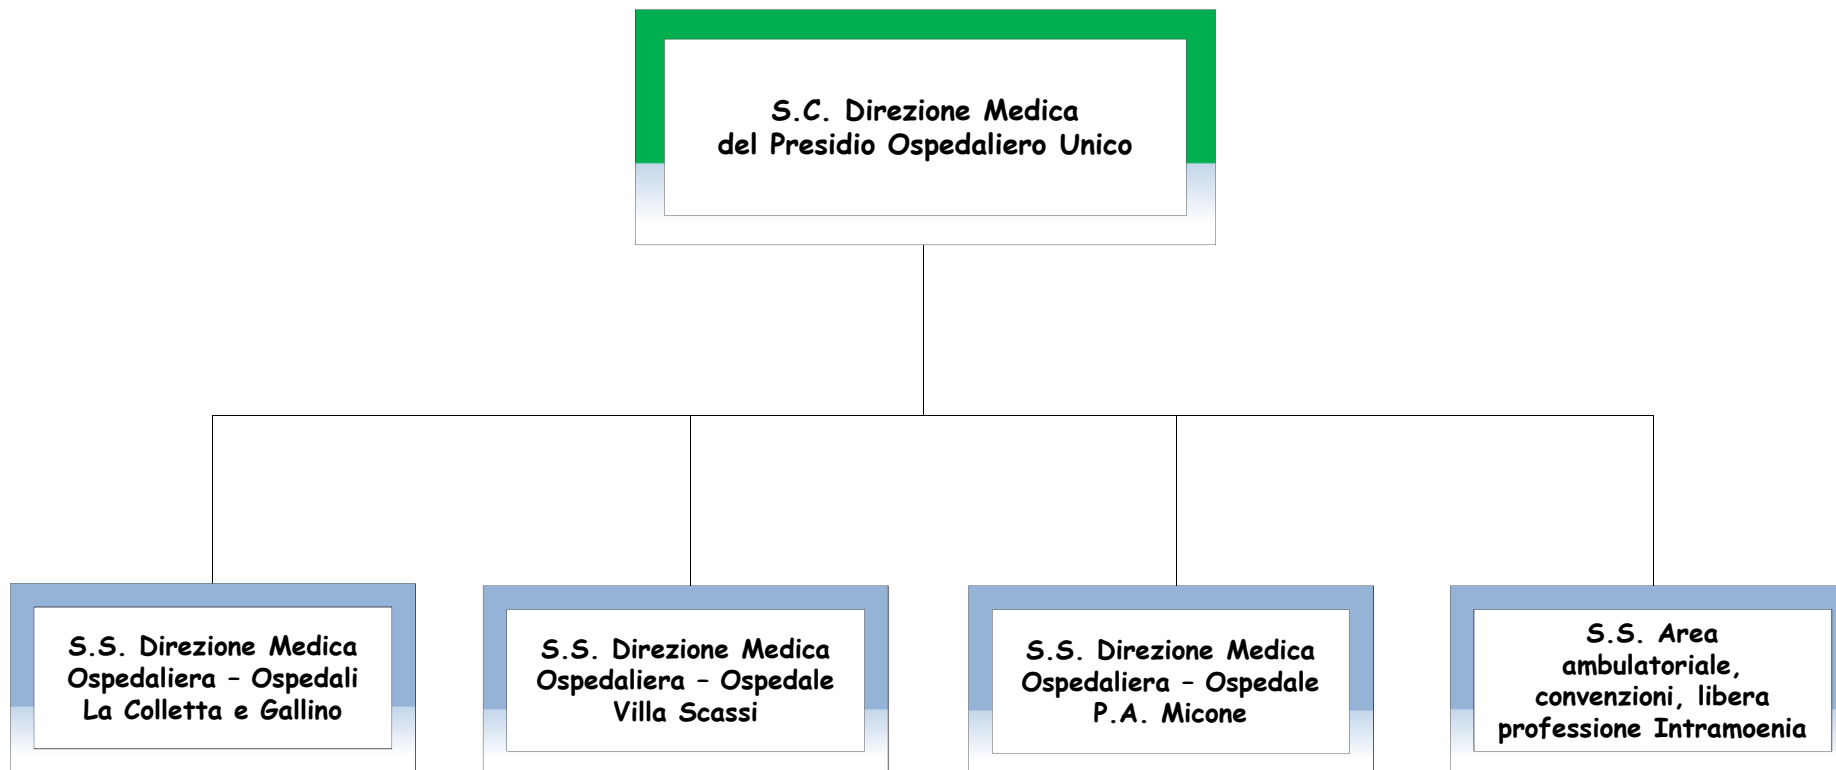 S.C. Direzione Medica
del Presidio Ospedaliero Unico
S.S. Direzione Medica
Ospedaliera – Ospedali
La Colletta e Gallino
S.S. Direzione Medica
Ospedaliera – Ospedale
Villa Scassi
S.S. Direzione Medica
Ospedaliera – Ospedale
P.A. Micone
S.S. Area
ambulatoriale,
convenzioni, libera
professione Intramoenia